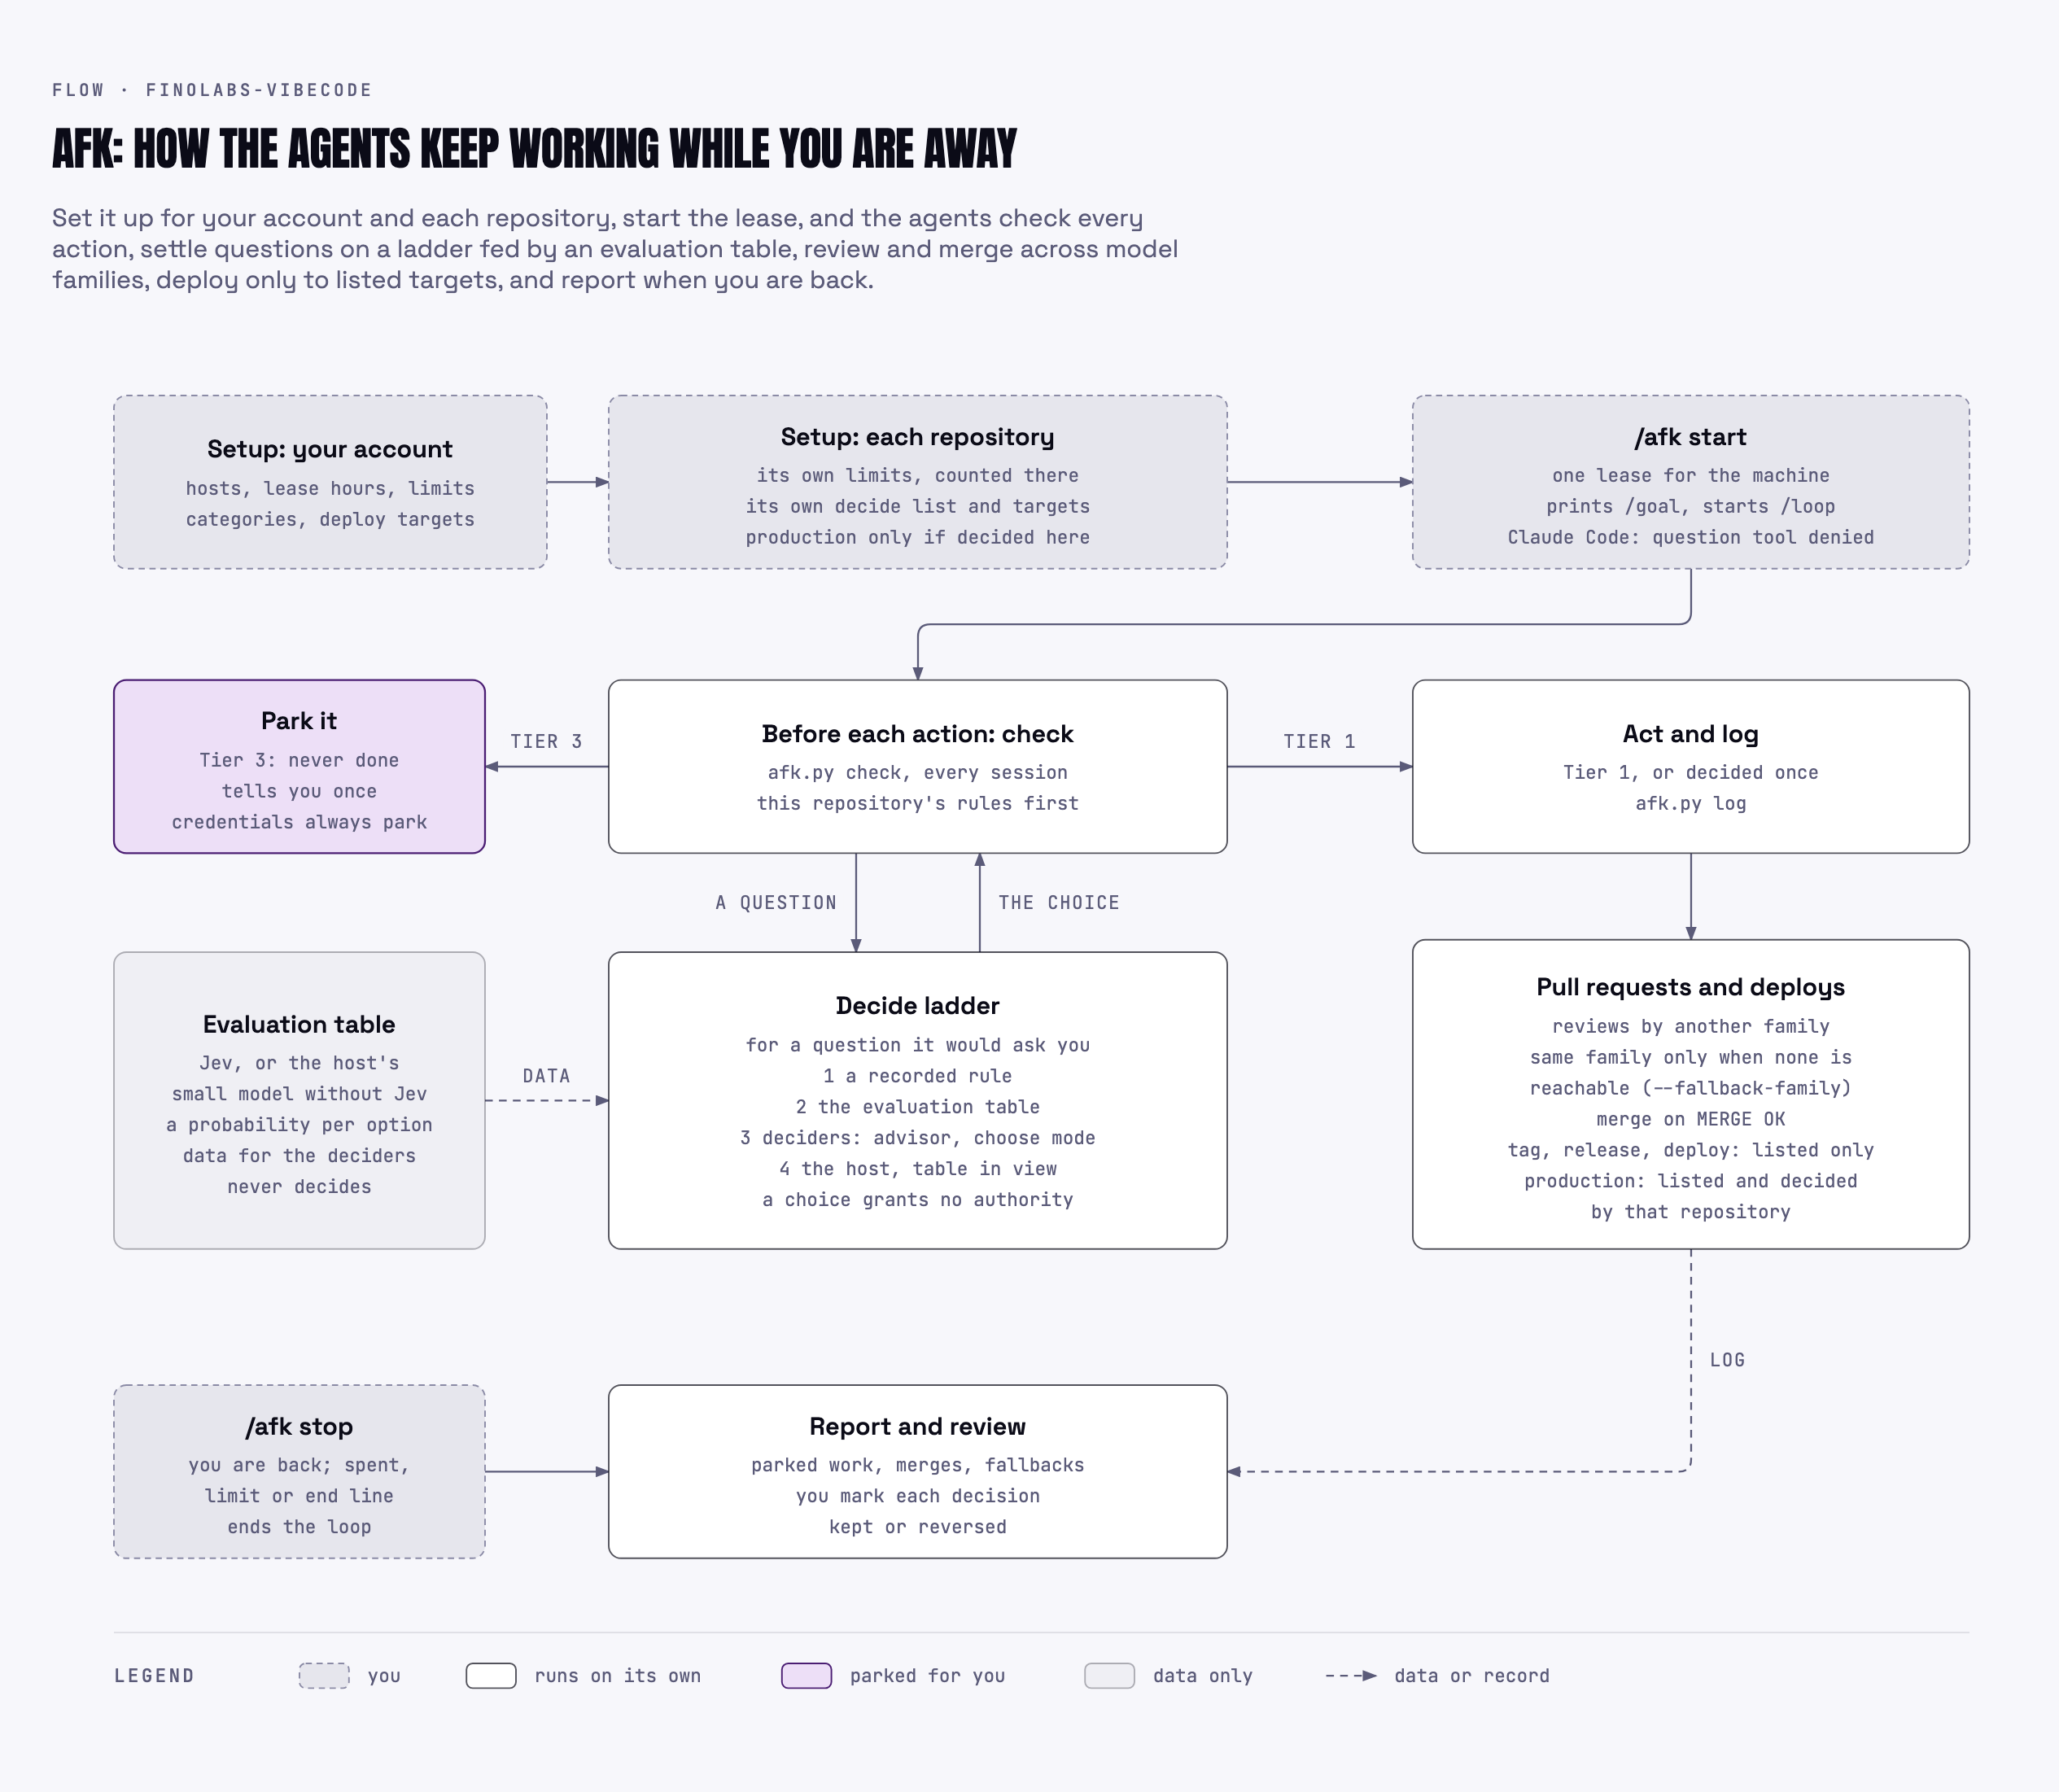 FLOW · FINOLABS-VIBECODE
AFK: HOW THE AGENTS KEEP WORKING WHILE YOU ARE AWAY
Set it up for your account and each repository, start the lease, and the agents check every
action, settle questions on a ladder fed by an evaluation table, review and merge across model
families, deploy only to listed targets, and report when you are back.
Setup: your account
hosts, lease hours, limits
categories, deploy targets
Setup: each repository
its own limits, counted there
its own decide list and targets
production only if decided here
/afk start
one lease for the machine
prints /goal, starts /loop
Claude Code: question tool denied
Park it
Tier 3: never done
tells you once
credentials always park
TIER 3
Before each action: check
afk.py check, every session
this repository's rules first
TIER 1
Act and log
Tier 1, or decided once
afk.py log
A QUESTION
THE CHOICE
Evaluation table
Jev, or the host's
small model without Jev
a probability per option
data for the deciders
never decides
DATA
Decide ladder
for a question it would ask you
1 a recorded rule
2 the evaluation table
3 deciders: advisor, choose mode
4 the host, table in view
a choice grants no authority
Pull requests and deploys
reviews by another family
same family only when none is
reachable (--fallback-family)
merge on MERGE OK
tag, release, deploy: listed only
production: listed and decided
by that repository
LOG
/afk stop
you are back; spent,
limit or end line
ends the loop
Report and review
parked work, merges, fallbacks
you mark each decision
kept or reversed
LEGEND
you
runs on its own
parked for you
data only
data or record